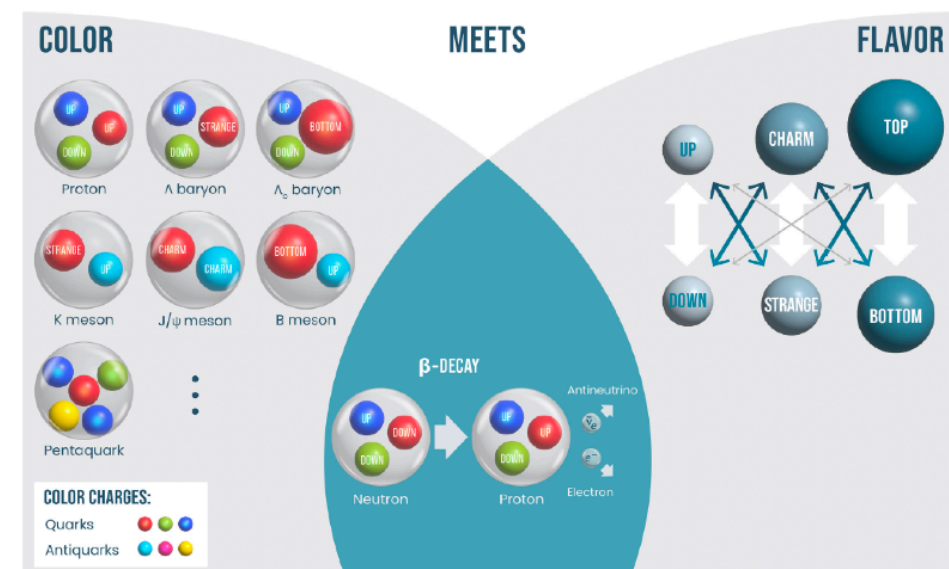 COLOR
MEETS
FLAVOR
UP
UP
DOWN
Proton
UP
STRANGE
DOWN
Λ baryon
UP
BOTTOM
DOWN
Λc baryon
STRANGE
UP
K meson
CHARM
CHARM
J/ψ meson
BOTTOM
UP
B meson
Pentaquark
COLOR CHARGES:
Quarks
Antiquarks
β-DECAY
UP
DOWN
DOWN
Neutron
UP
UP
DOWN
Proton
Antineutrino
ν̄e
e⁻
Electron
UP
CHARM
TOP
DOWN
STRANGE
BOTTOM